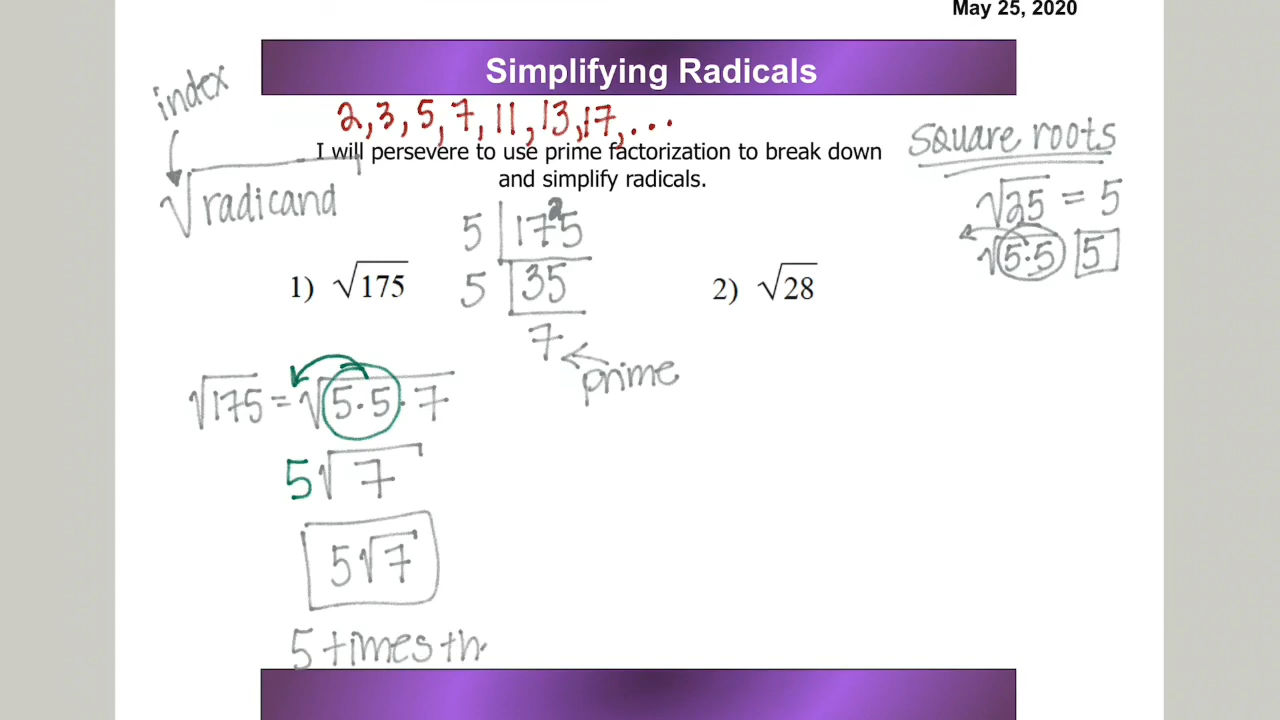 May 25, 2020
Simplifying Radicals
index
2, 3, 5, 7, 11, 13, 17, ...
I will persevere to use prime factorization to break down
and simplify radicals.
square roots
√25 = 5
√5·5 5
√radicand
5 175
2
5 35
7
prime
1) √175
2) √28
√175 = √5·5·7
5√7
5√7
5 times th